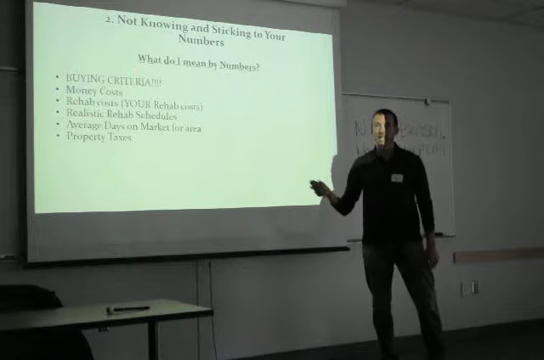 2. Not Knowing and Sticking to Your
Numbers
What do I mean by Numbers?
• BUYING CRITERIA!!!!
• Money Costs
• Rehab costs (YOUR Rehab costs)
• Realistic Rehab Schedules
• Average Days on Market for area
• Property Taxes